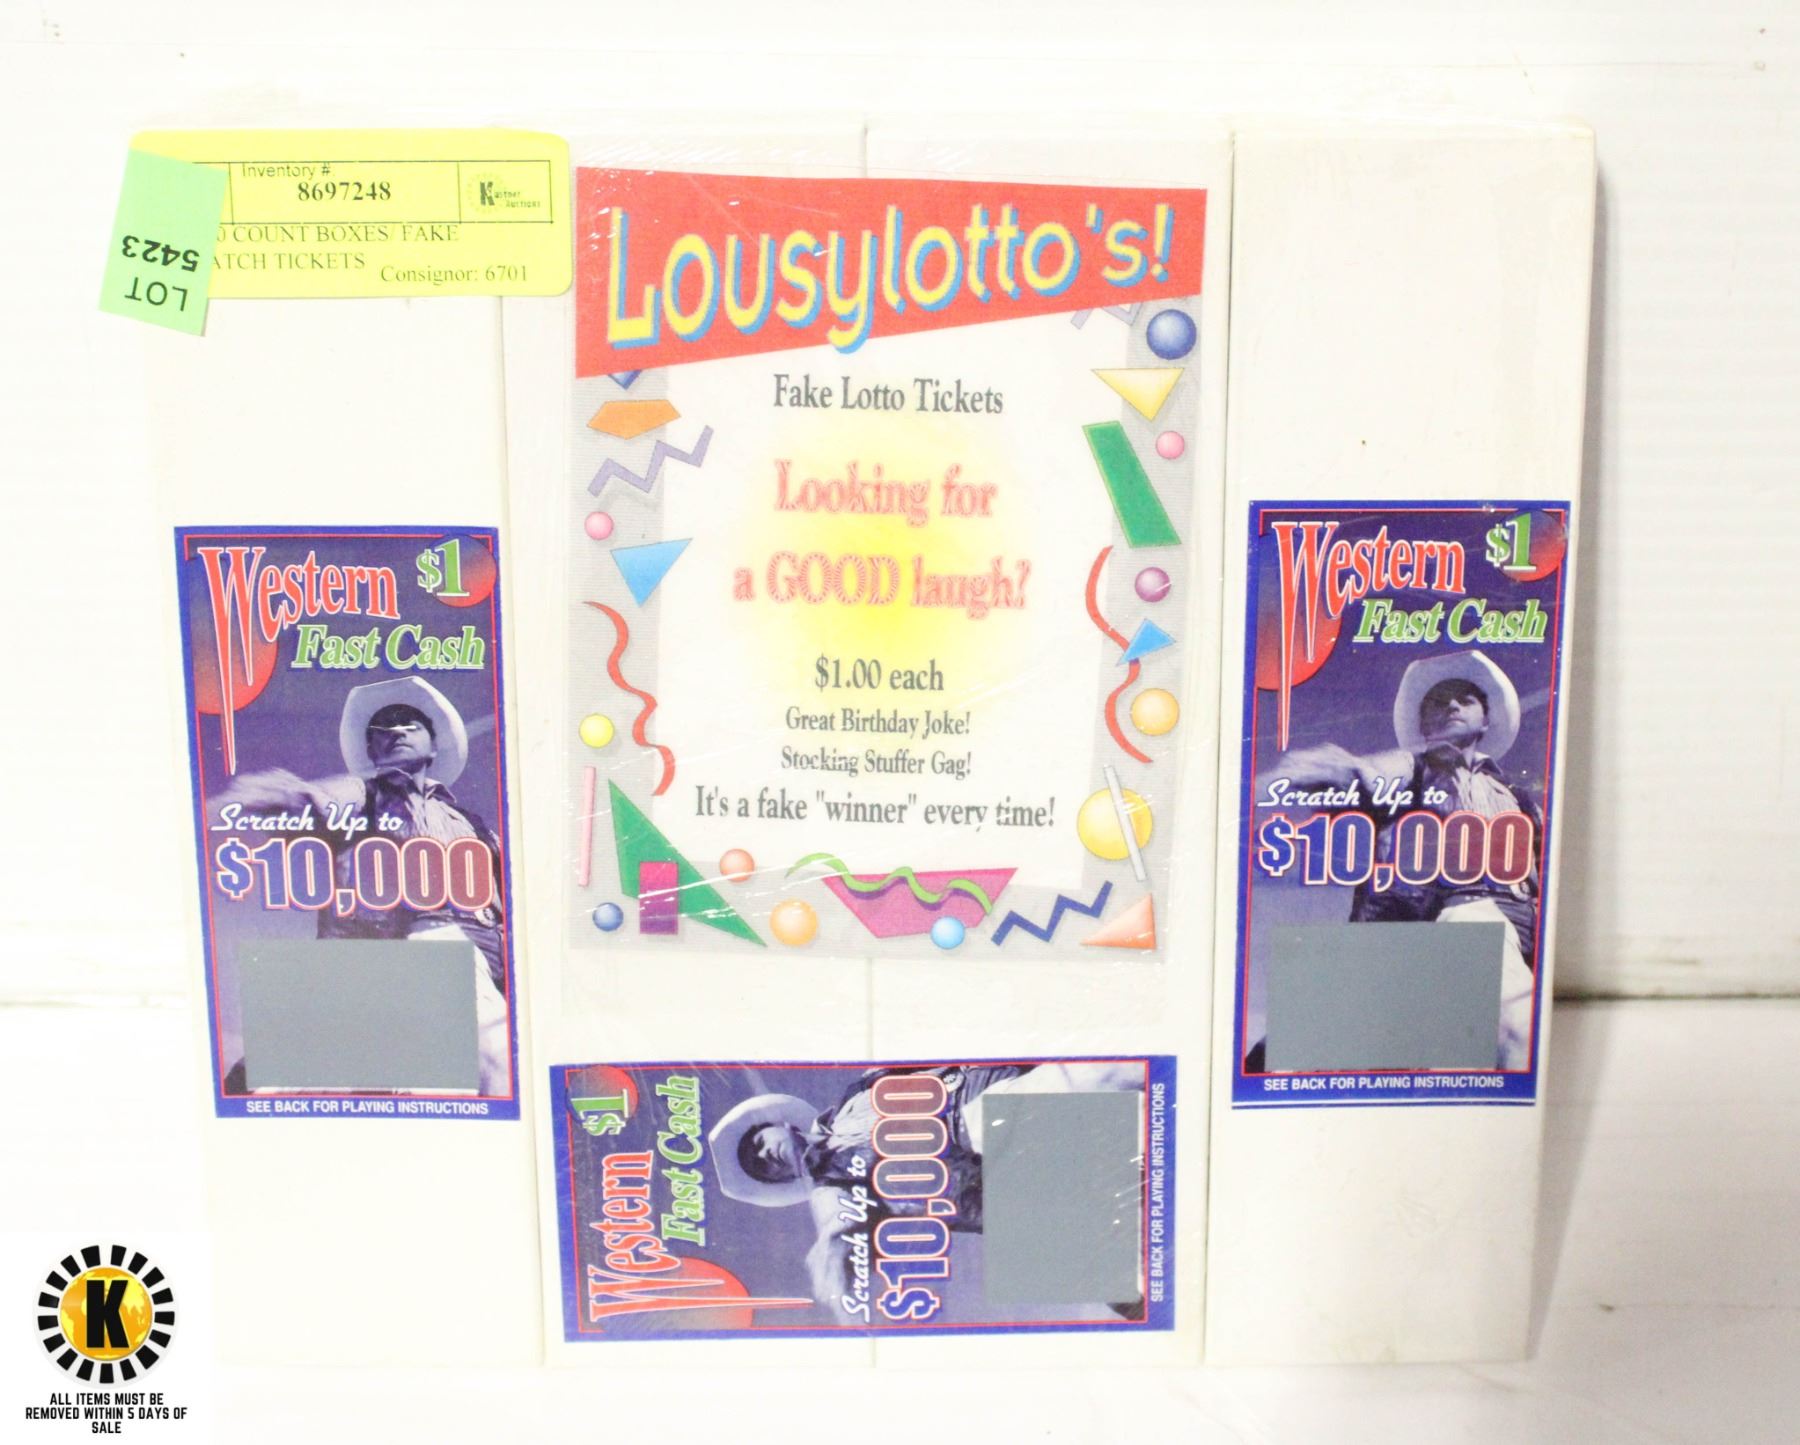 Inventory #
8697248
Kastner
Auctions
0 COUNT BOXES/ FAKE
ATCH TICKETS
Consignor: 6701
LOT
5423
Lousylotto's!
Fake Lotto Tickets
Looking for
a GOOD laugh?
$1.00 each
Great Birthday Joke!
Stocking Stuffer Gag!
It's a fake "winner" every time!
Western $1
Fast Cash
Scratch Up to
$10,000
SEE BACK FOR PLAYING INSTRUCTIONS
Western $1
Fast Cash
Scratch Up to
$10,000
SEE BACK FOR PLAYING INSTRUCTIONS
Western $1
Fast Cash
Scratch Up to
$10,000
SEE BACK FOR PLAYING INSTRUCTIONS
K
ALL ITEMS MUST BE
REMOVED WITHIN 5 DAYS OF
SALE